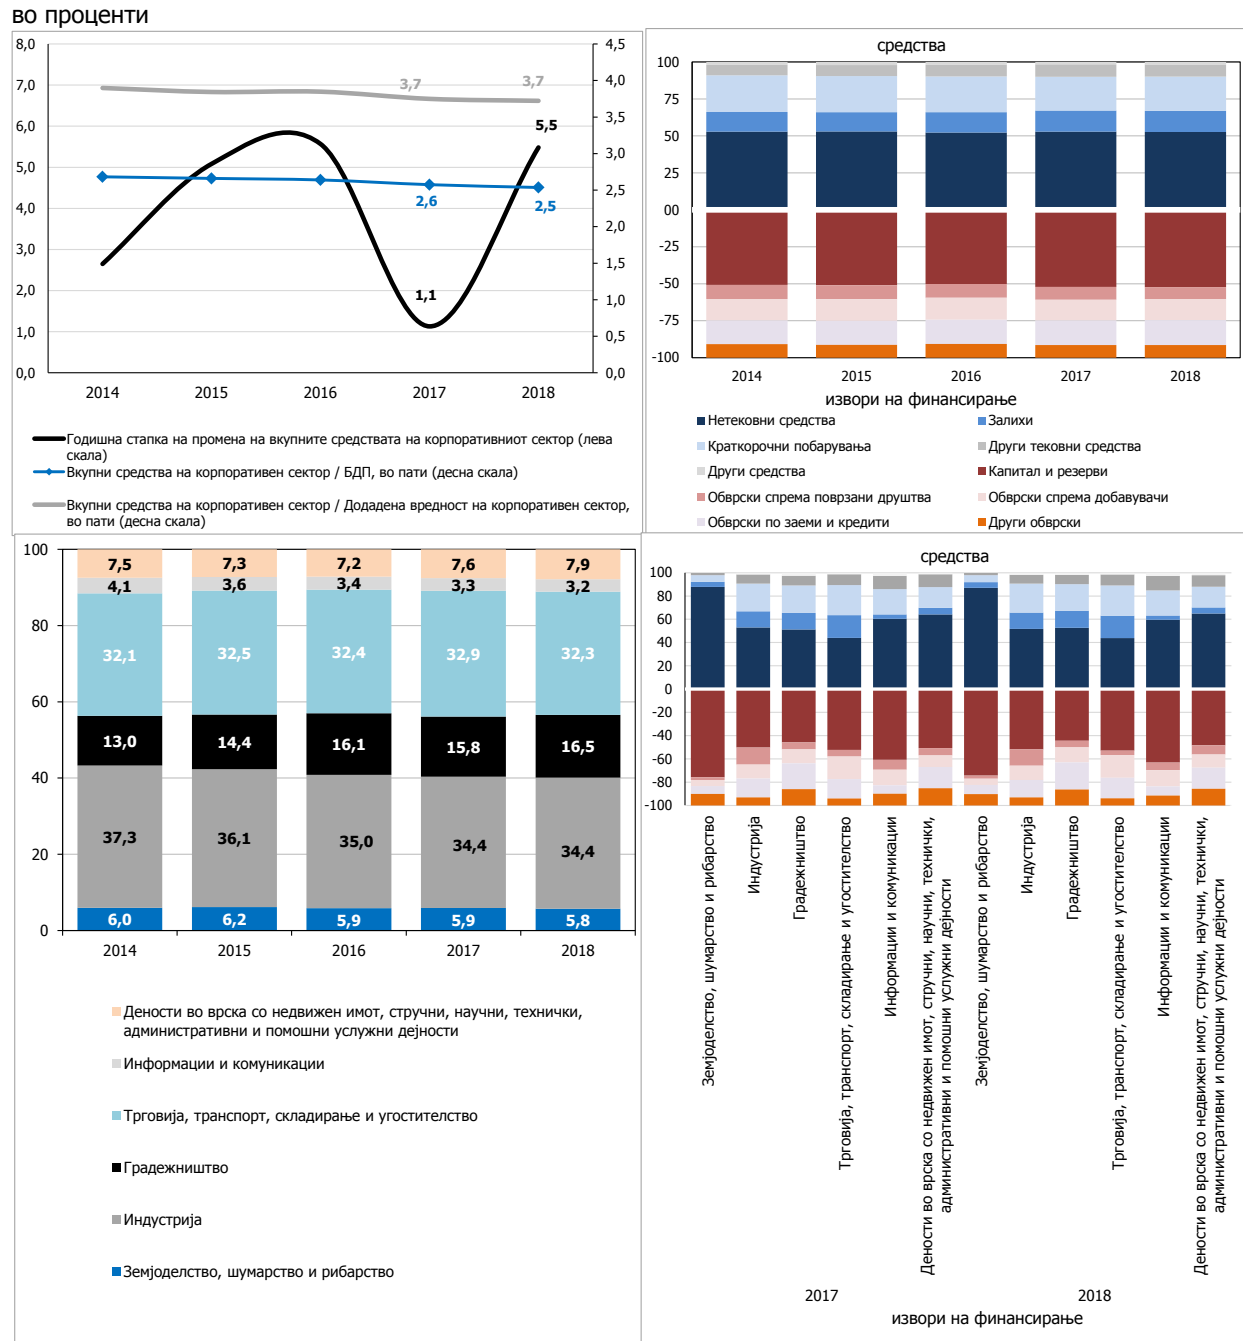 во проценти
8,0
7,0
6,0
5,0
4,0
3,0
2,0
1,0
0,0
4,5
4,0
3,5
3,0
2,5
2,0
1,5
1,0
0,5
0,0
3,7
3,7
5,5
2,6
2,5
1,1
2014 2015 2016 2017 2018
Годишна стапка на промена на вкупните средствата на корпоративниот сектор (лева
скала)
Вкупни средства на корпоративен сектор / БДП, во пати (десна скала)
Вкупни средства на корпоративен сектор / Додадена вредност на корпоративен сектор,
во пати (десна скала)
средства
100
75
50
25
00
-25
-50
-75
-100
2014 2015 2016 2017 2018
извори на финансирање
Нетековни средства
Залихи
Краткорочни побарувања
Други тековни средства
Други средства
Капитал и резерви
Обврски спрема поврзани друштва
Обврски спрема добавувачи
Обврски по заеми и кредити
Други обврски
100
80
60
40
20
0
7,5 7,3 7,2 7,6 7,9
4,1 3,6 3,4 3,3 3,2
32,1 32,5 32,4 32,9 32,3
13,0 14,4 16,1 15,8 16,5
37,3 36,1 35,0 34,4 34,4
6,0 6,2 5,9 5,9 5,8
2014 2015 2016 2017 2018
Дености во врска со недвижен имот, стручни, научни, технички,
административни и помошни услужни дејности
Информации и комуникации
Трговија, транспорт, складирање и угостителство
Градежништво
Индустрија
Земјоделство, шумарство и рибарство
средства
100
80
60
40
20
0
-20
-40
-60
-80
-100
Земјоделство, шумарство и рибарство
Индустрија
Градежништво
Трговија, транспорт, складирање и угостителство
Информации и комуникации
Дености во врска со недвижен имот, стручни, научни, технички,
административни и помошни услужни дејности
Земјоделство, шумарство и рибарство
Индустрија
Градежништво
Трговија, транспорт, складирање и угостителство
Информации и комуникации
Дености во врска со недвижен имот, стручни, научни, технички,
административни и помошни услужни дејности
2017 2018
извори на финансирање